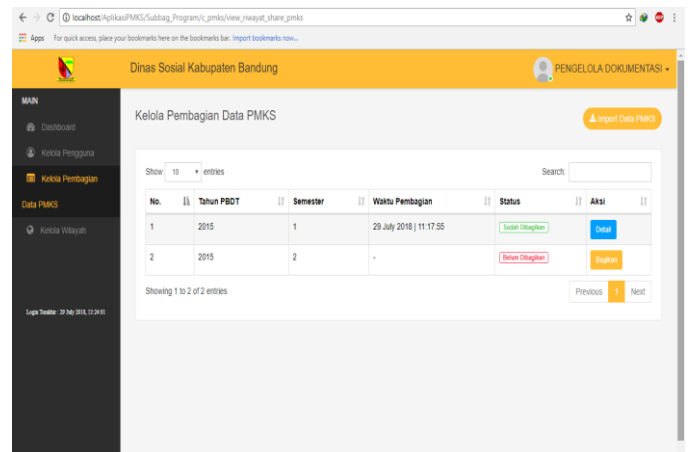 localhost/AplikasiPMKS/Subbag_Program/c_pmks/view_riwayat_share_pmks
Apps For quick access, place your bookmarks here on the bookmarks bar. Import bookmarks now...
Dinas Sosial Kabupaten Bandung
PENGELOLA DOKUMENTASI
MAIN
Dashboard
Kelola Pengguna
Kelola Pembagian
Data PMKS
Kelola Wilayah
Login Terakhir : 29 July 2018, 13:24:01
Kelola Pembagian Data PMKS
Import Data PMKS
Show 10 entries
Search:
No. Tahun PBDT Semester Waktu Pembagian Status Aksi
1 2015 1 29 July 2018 | 11:17:55 Sudah Dibagikan Detail
2 2015 2 - Belum Dibagikan Bagikan
Showing 1 to 2 of 2 entries
Previous 1 Next